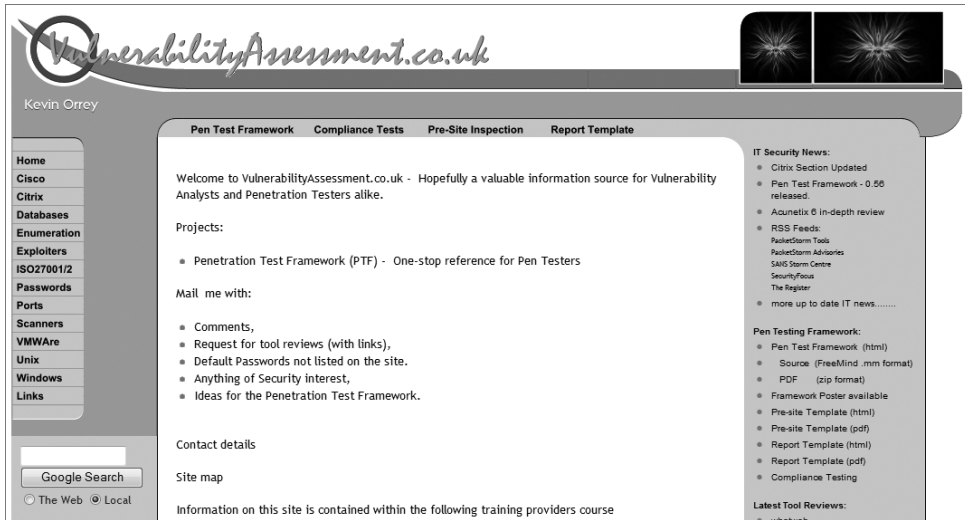 VulnerabilityAssessment.co.uk
Kevin Orrey
Pen Test Framework Compliance Tests Pre-Site Inspection Report Template
Home
Cisco
Citrix
Databases
Enumeration
Exploiters
ISO27001/2
Passwords
Ports
Scanners
VMWAre
Unix
Windows
Links
Google Search
The Web Local
Welcome to VulnerabilityAssessment.co.uk - Hopefully a valuable information source for Vulnerability
Analysts and Penetration Testers alike.
Projects:
Penetration Test Framework (PTF) - One-stop reference for Pen Testers
Mail me with:
Comments,
Request for tool reviews (with links),
Default Passwords not listed on the site.
Anything of Security interest,
Ideas for the Penetration Test Framework.
Contact details
Site map
Information on this site is contained within the following training providers course
IT Security News:
Citrix Section Updated
Pen Test Framework - 0.56
released.
Acunetix 6 in-depth review
RSS Feeds:
PacketStorm Tools
PacketStorm Advisories
SANS Storm Centre
SecurityFocus
The Register
more up to date IT news........
Pen Testing Framework:
Pen Test Framework (html)
Source (FreeMind .mm format)
PDF (zip format)
Framework Poster available
Pre-site Template (html)
Pre-site Template (pdf)
Report Template (html)
Report Template (pdf)
Compliance Testing
Latest Tool Reviews: